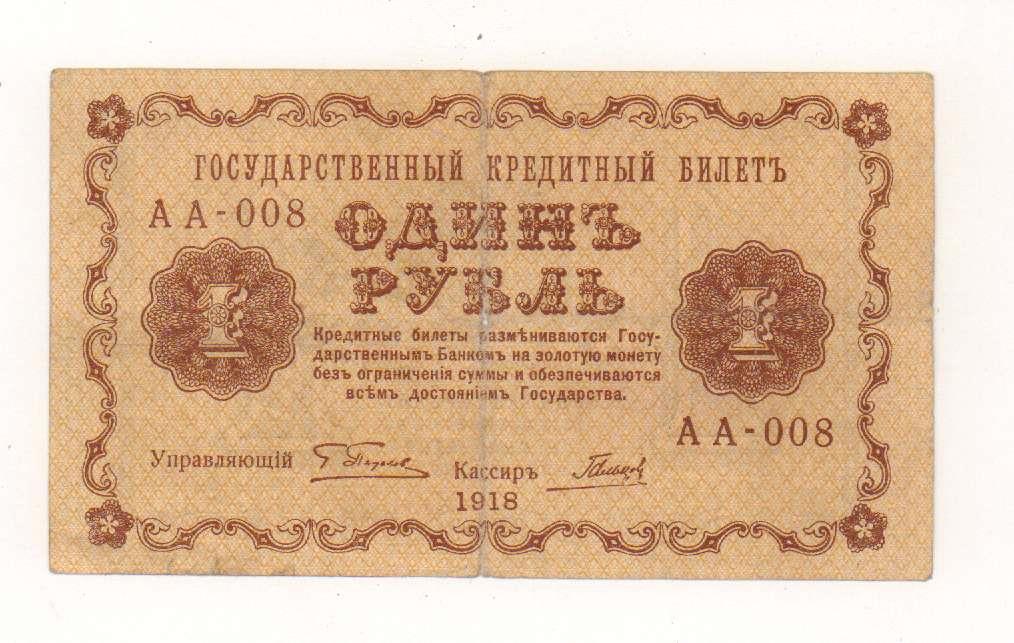 ГОСУДАРСТВЕННЫЙ КРЕДИТНЫЙ БИЛЕТЪ
АА-008
ОДИНЪ
РУБЛЬ
1
1
Кредитные билеты размѣниваются Госу-
дарственнымъ Банкомъ на золотую монету
безъ ограниченія суммы и обезпечиваются
всѣмъ достояніемъ Государства.
АА-008
Управляющій
Кассиръ
1918